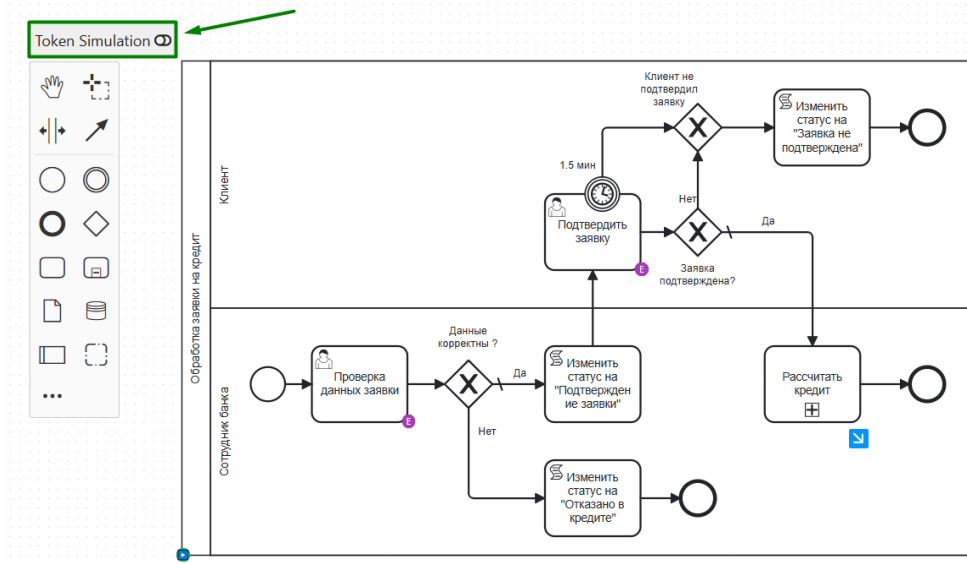 Token Simulation
Обработка заявки на кредит
Клиент
Клиент не
подтвердил
заявку
Изменить
статус на
"Заявка не
подтверждена"
1.5 мин
Подтвердить
заявку
E
Нет
Да
Заявка
подтверждена?
Сотрудник банка
Проверка
данных заявки
E
Данные
корректны ?
Да
Нет
Изменить
статус на
"Подтвержден
ие заявки"
Рассчитать
кредит
Изменить
статус на
"Отказано в
кредите"